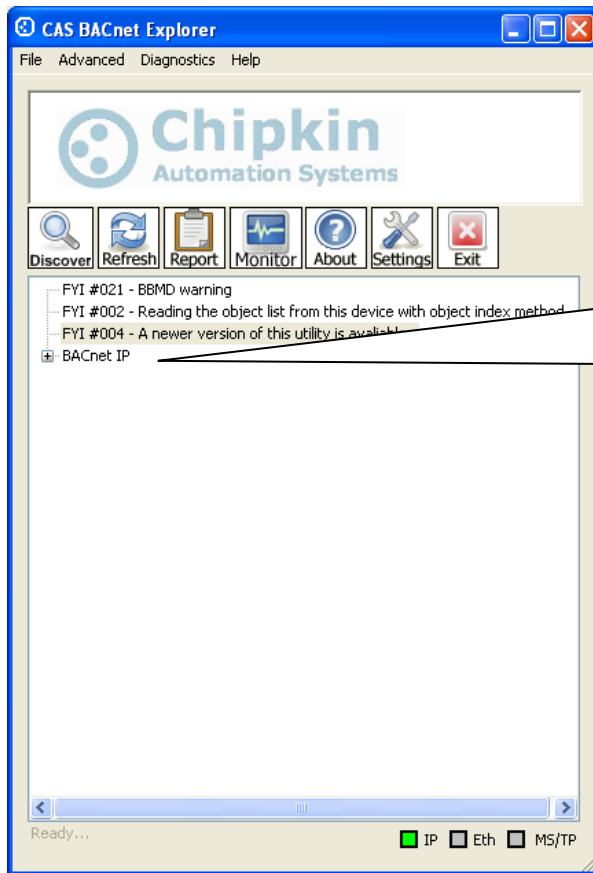 CAS BACnet Explorer
File Advanced Diagnostics Help
Chipkin
Automation Systems
Discover Refresh Report Monitor About Settings Exit
FYI #021 - BBMD warning
FYI #002 - Reading the object list from this device with object index method
FYI #004 - A newer version of this utility is avaliable
BACnet IP
Ready...
IP Eth MS/TP